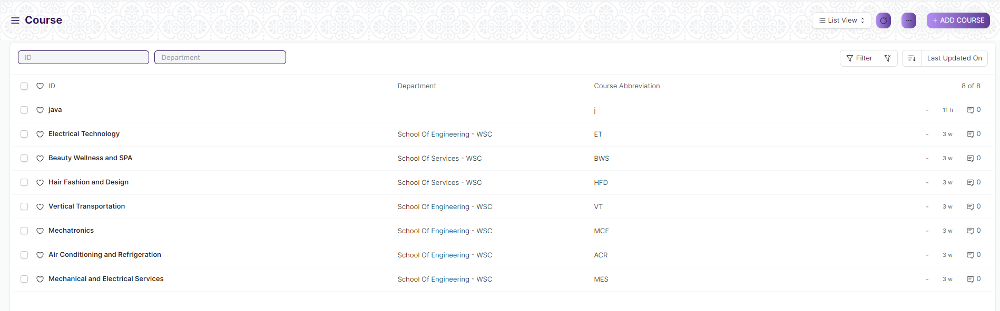 Course
List View
... + ADD COURSE
ID Department Filter Last Updated On
ID Department Course Abbreviation 8 of 8
java j - 11 h 0
Electrical Technology School Of Engineering - WSC ET - 3 w 0
Beauty Wellness and SPA School Of Services - WSC BWS - 3 w 0
Hair Fashion and Design School Of Services - WSC HFD - 3 w 0
Vertical Transportation School Of Engineering - WSC VT - 3 w 0
Mechatronics School Of Engineering - WSC MCE - 3 w 0
Air Conditioning and Refrigeration School Of Engineering - WSC ACR - 3 w 0
Mechanical and Electrical Services School Of Engineering - WSC MES - 3 w 0